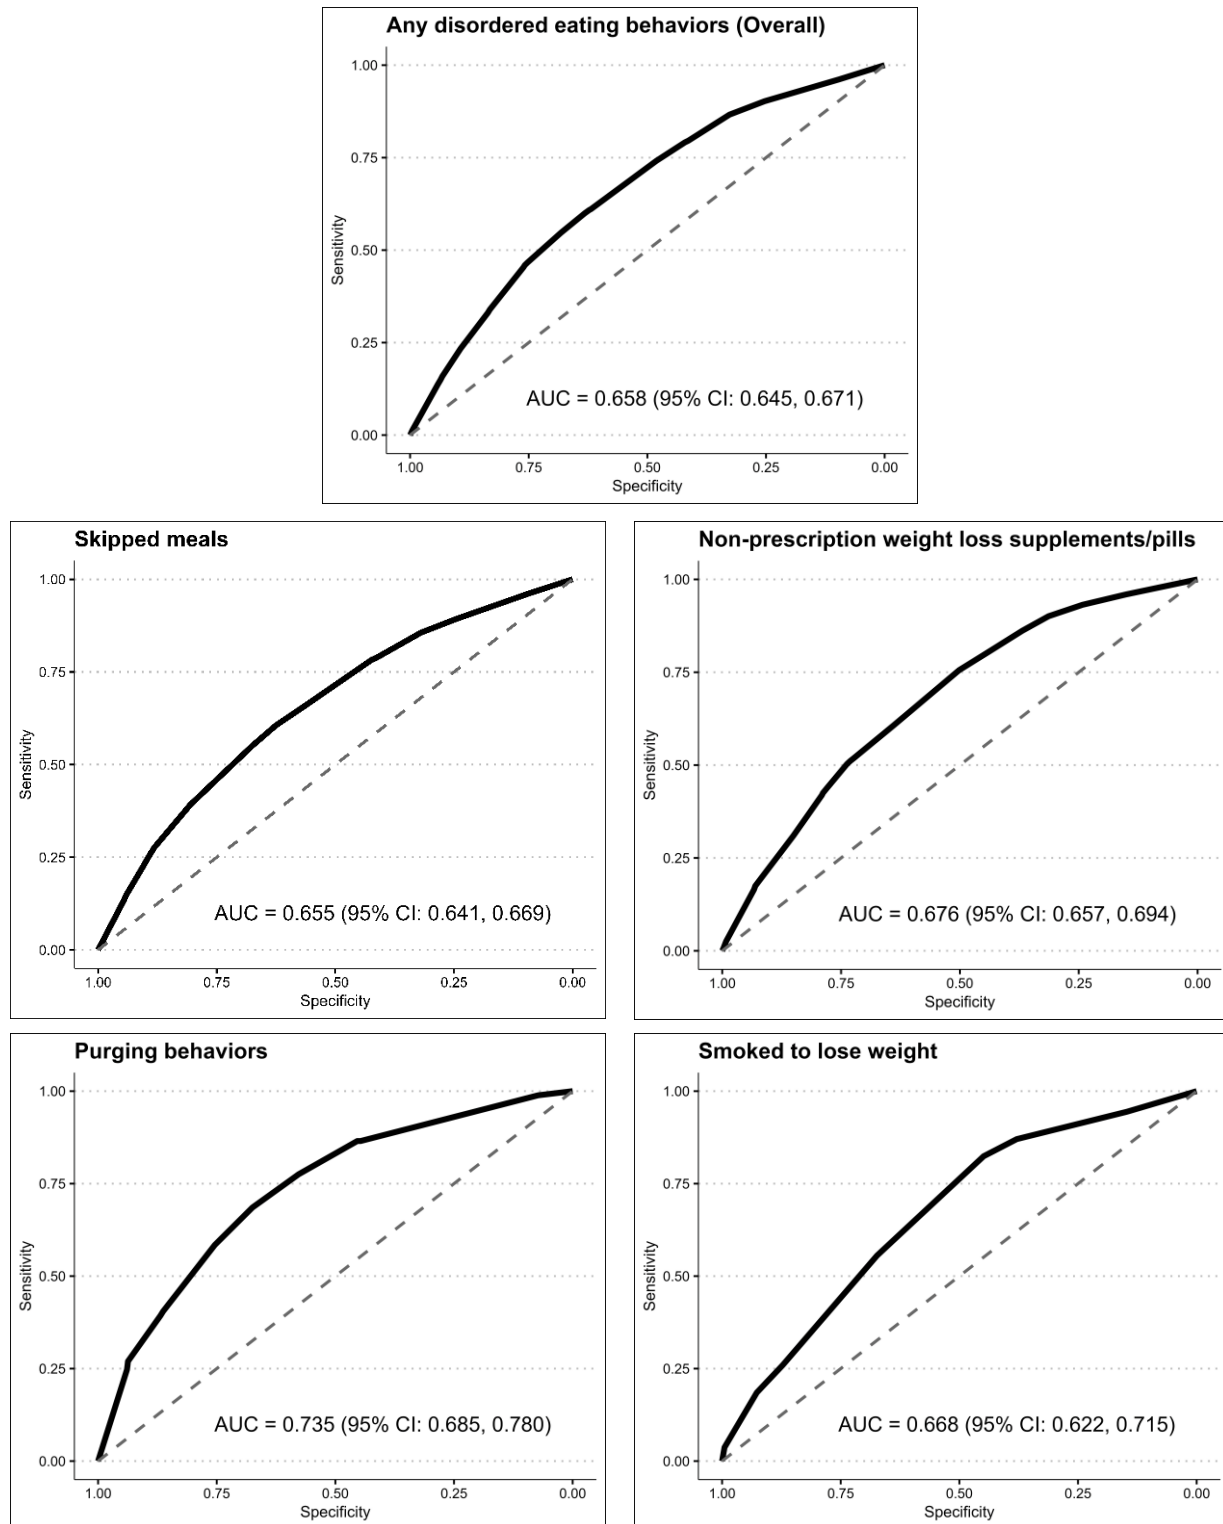 Any disordered eating behaviors (Overall)
1.00
0.75
0.50
0.25
0.00
Sensitivity
AUC = 0.658 (95% CI: 0.645, 0.671)
1.00 0.75 0.50 0.25 0.00
Specificity
Skipped meals
1.00
0.75
0.50
0.25
0.00
Sensitivity
AUC = 0.655 (95% CI: 0.641, 0.669)
1.00 0.75 0.50 0.25 0.00
Specificity
Non-prescription weight loss supplements/pills
1.00
0.75
0.50
0.25
0.00
Sensitivity
AUC = 0.676 (95% CI: 0.657, 0.694)
1.00 0.75 0.50 0.25 0.00
Specificity
Purging behaviors
1.00
0.75
0.50
0.25
0.00
Sensitivity
AUC = 0.735 (95% CI: 0.685, 0.780)
1.00 0.75 0.50 0.25 0.00
Specificity
Smoked to lose weight
1.00
0.75
0.50
0.25
0.00
Sensitivity
AUC = 0.668 (95% CI: 0.622, 0.715)
1.00 0.75 0.50 0.25 0.00
Specificity